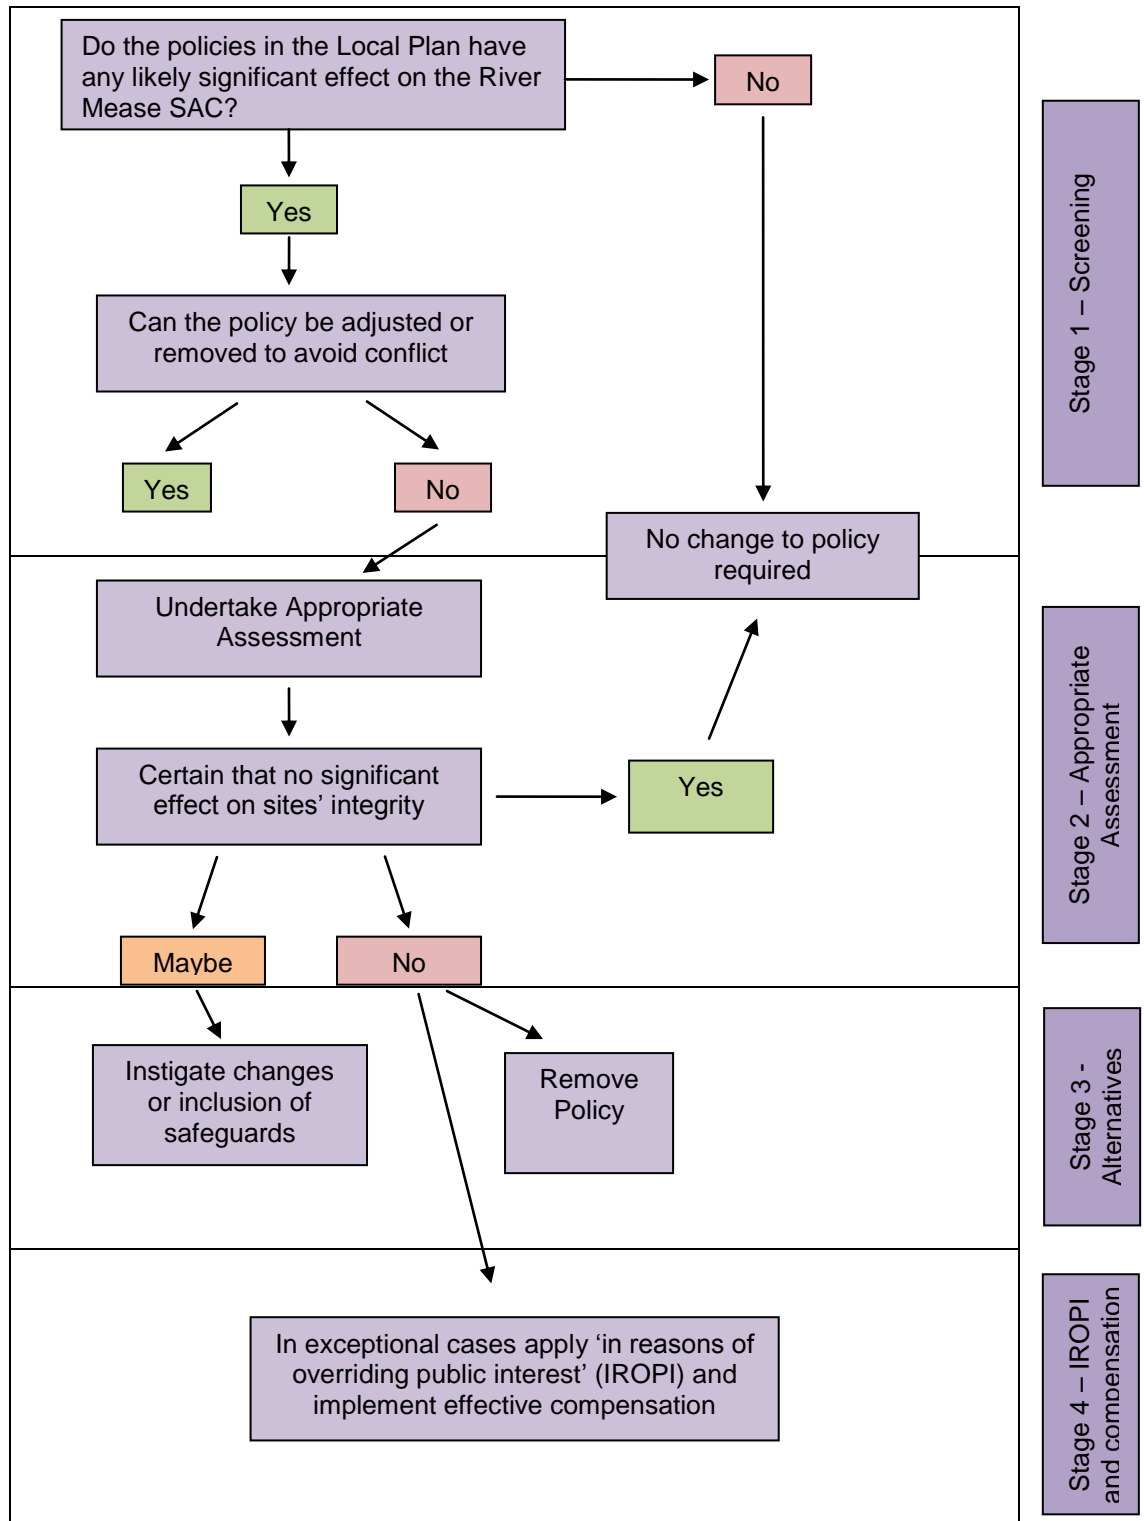 Do the policies in the Local Plan have
any likely significant effect on the River
Mease SAC?
No
Yes
Can the policy be adjusted or
removed to avoid conflict
Yes
No
No change to policy
required
Stage 1 – Screening
Undertake Appropriate
Assessment
Certain that no significant
effect on sites’ integrity
Yes
Maybe
No
Stage 2 – Appropriate
Assessment
Instigate changes
or inclusion of
safeguards
Remove
Policy
Stage 3 -
Alternatives
In exceptional cases apply ‘in reasons of
overriding public interest’ (IROPI) and
implement effective compensation
Stage 4 – IROPI
and compensation